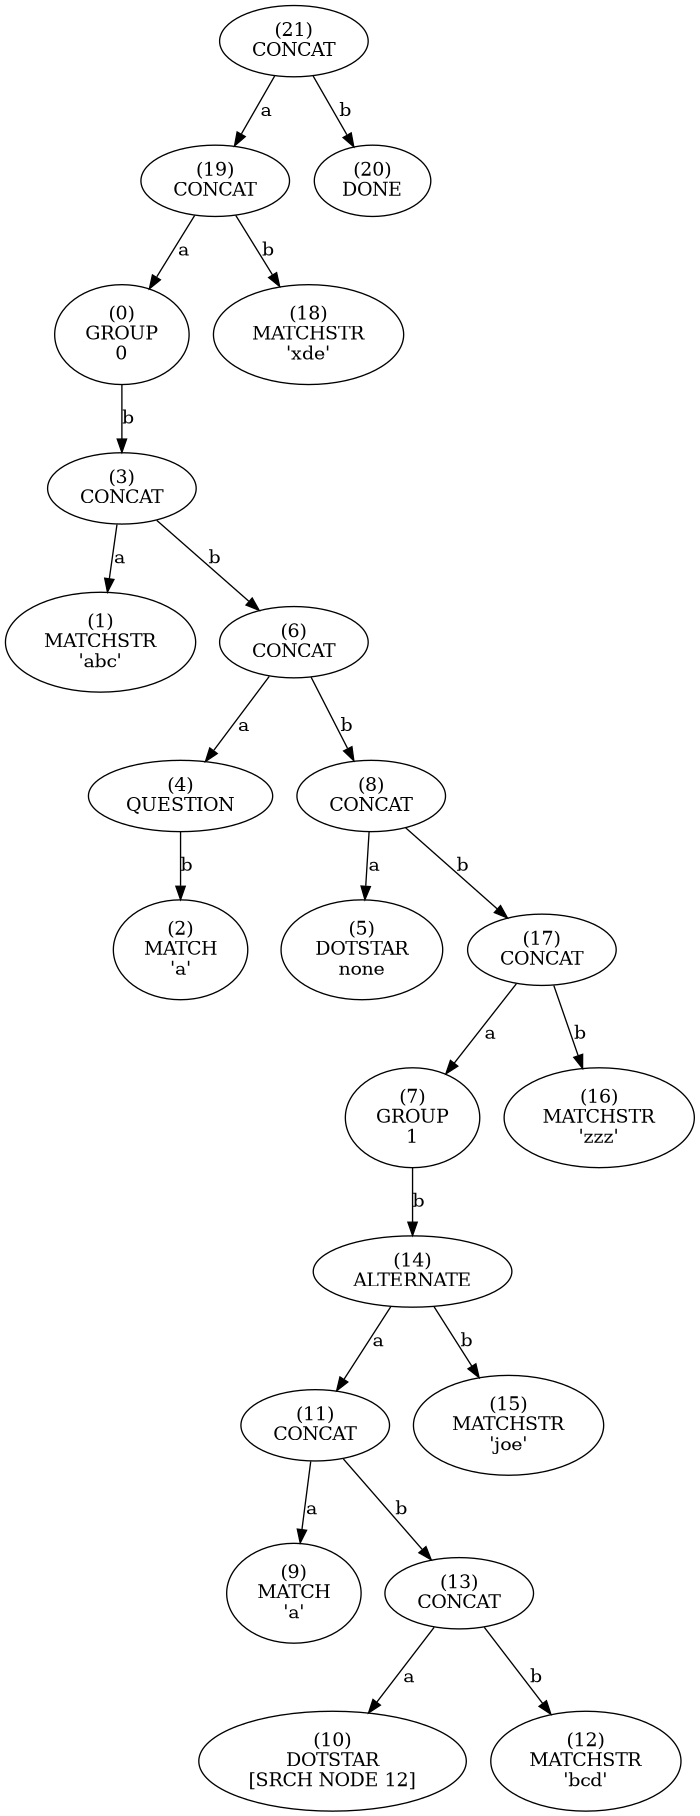 (21)
CONCAT
a
b
(19)
CONCAT
(20)
DONE
a
b
(0)
GROUP
0
(18)
MATCHSTR
'xde'
b
(3)
CONCAT
a
b
(1)
MATCHSTR
'abc'
(6)
CONCAT
a
b
(4)
QUESTION
(8)
CONCAT
b
a
b
(2)
MATCH
'a'
(5)
DOTSTAR
none
(17)
CONCAT
a
b
(7)
GROUP
1
(16)
MATCHSTR
'zzz'
b
(14)
ALTERNATE
a
b
(11)
CONCAT
(15)
MATCHSTR
'joe'
a
b
(9)
MATCH
'a'
(13)
CONCAT
a
b
(10)
DOTSTAR
[SRCH NODE 12]
(12)
MATCHSTR
'bcd'